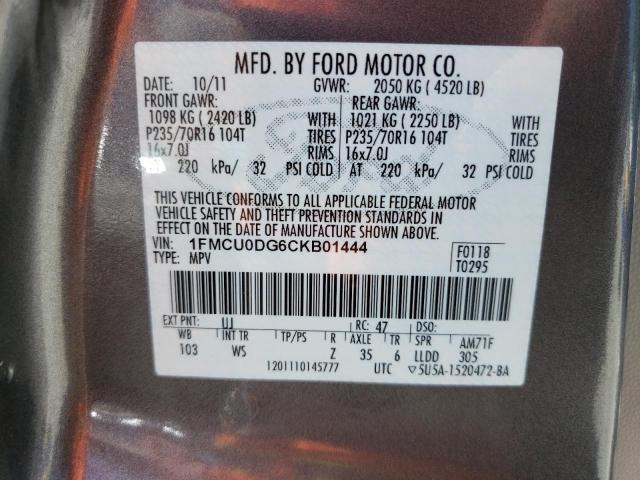 MFD. BY FORD MOTOR CO.
DATE: 10/11 GVWR: 2050 KG ( 4520 LB)
FRONT GAWR: REAR GAWR:
1098 KG ( 2420 LB) WITH 1021 KG ( 2250 LB) WITH
P235/70R16 104T TIRES P235/70R16 104T TIRES
16x7.0J RIMS 16x7.0J RIMS
AT 220 kPa/ 32 PSI COLD AT 220 kPa/ 32 PSI COLD
THIS VEHICLE CONFORMS TO ALL APPLICABLE FEDERAL MOTOR
VEHICLE SAFETY AND THEFT PREVENTION STANDARDS IN
EFFECT ON THE DATE OF MANUFACTURE SHOWN ABOVE.
VIN: 1FMCU0DG6CKB01444 F0118
TYPE: MPV T0295
EXT PNT: UJ RC: 47 DSO:
WB INT TR TP/PS R AXLE TR SPR AM71F
103 WS Z 35 6 LLDD 305
1201110145777 UTC ▽5U5A-1520472-BA
Ford